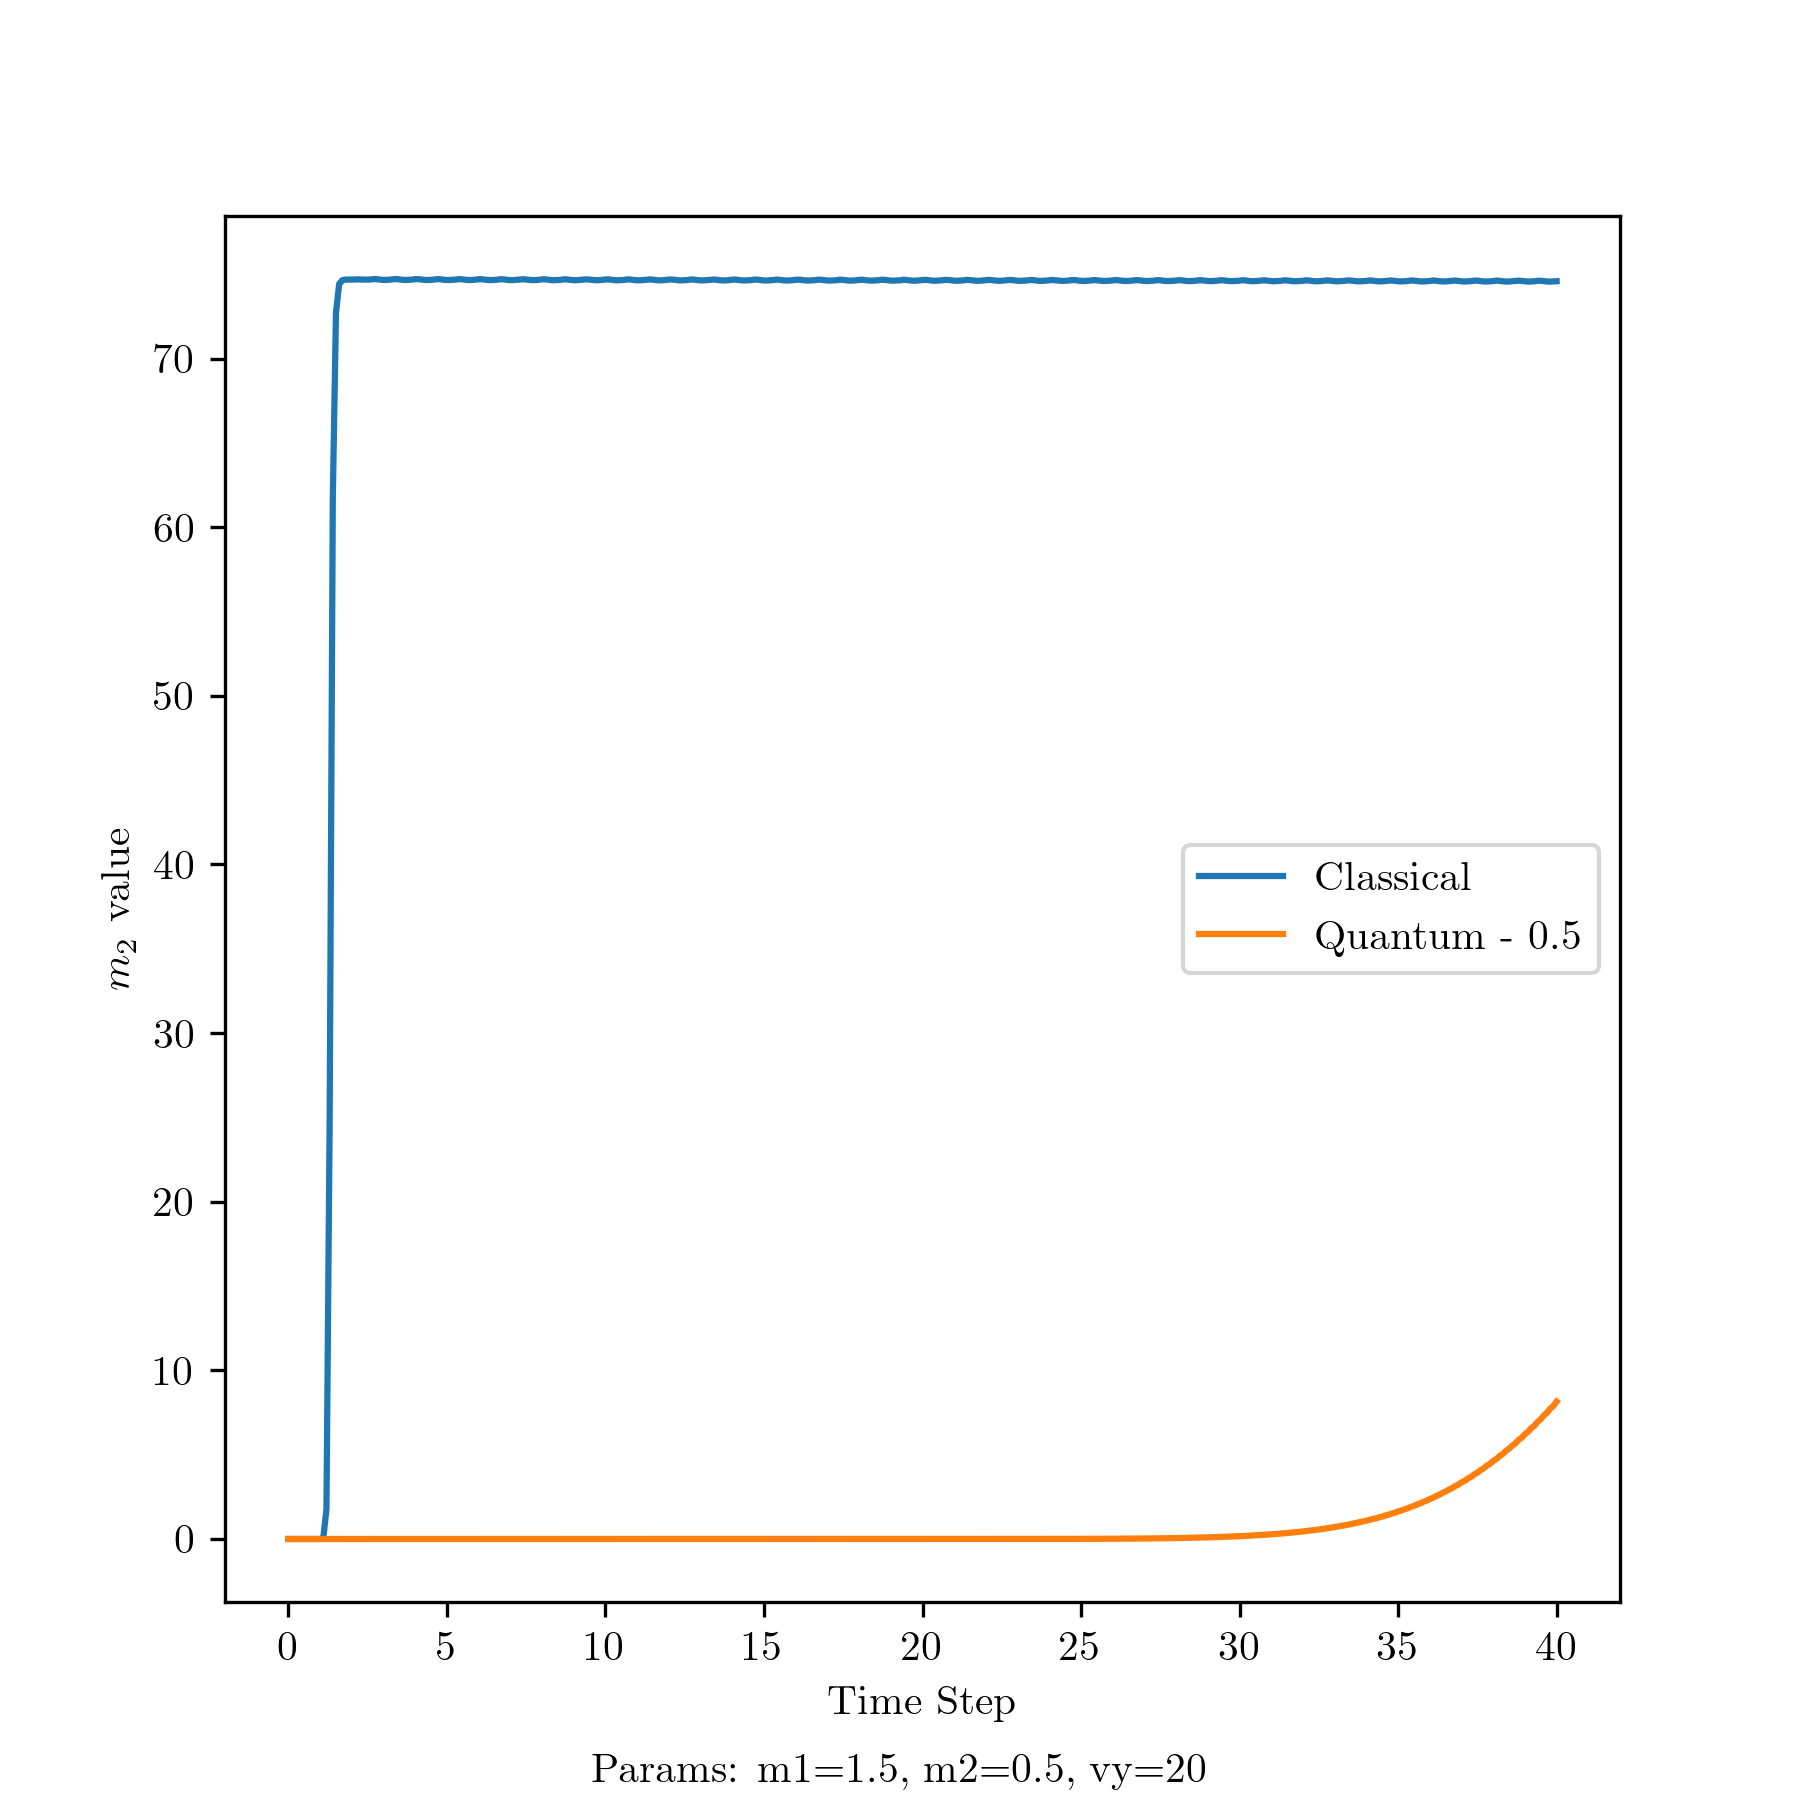 70
60
50
40
30
20
10
0
m₂ value
Classical
Quantum - 0.5
0 5 10 15 20 25 30 35 40
Time Step
Params: m1=1.5, m2=0.5, vy=20